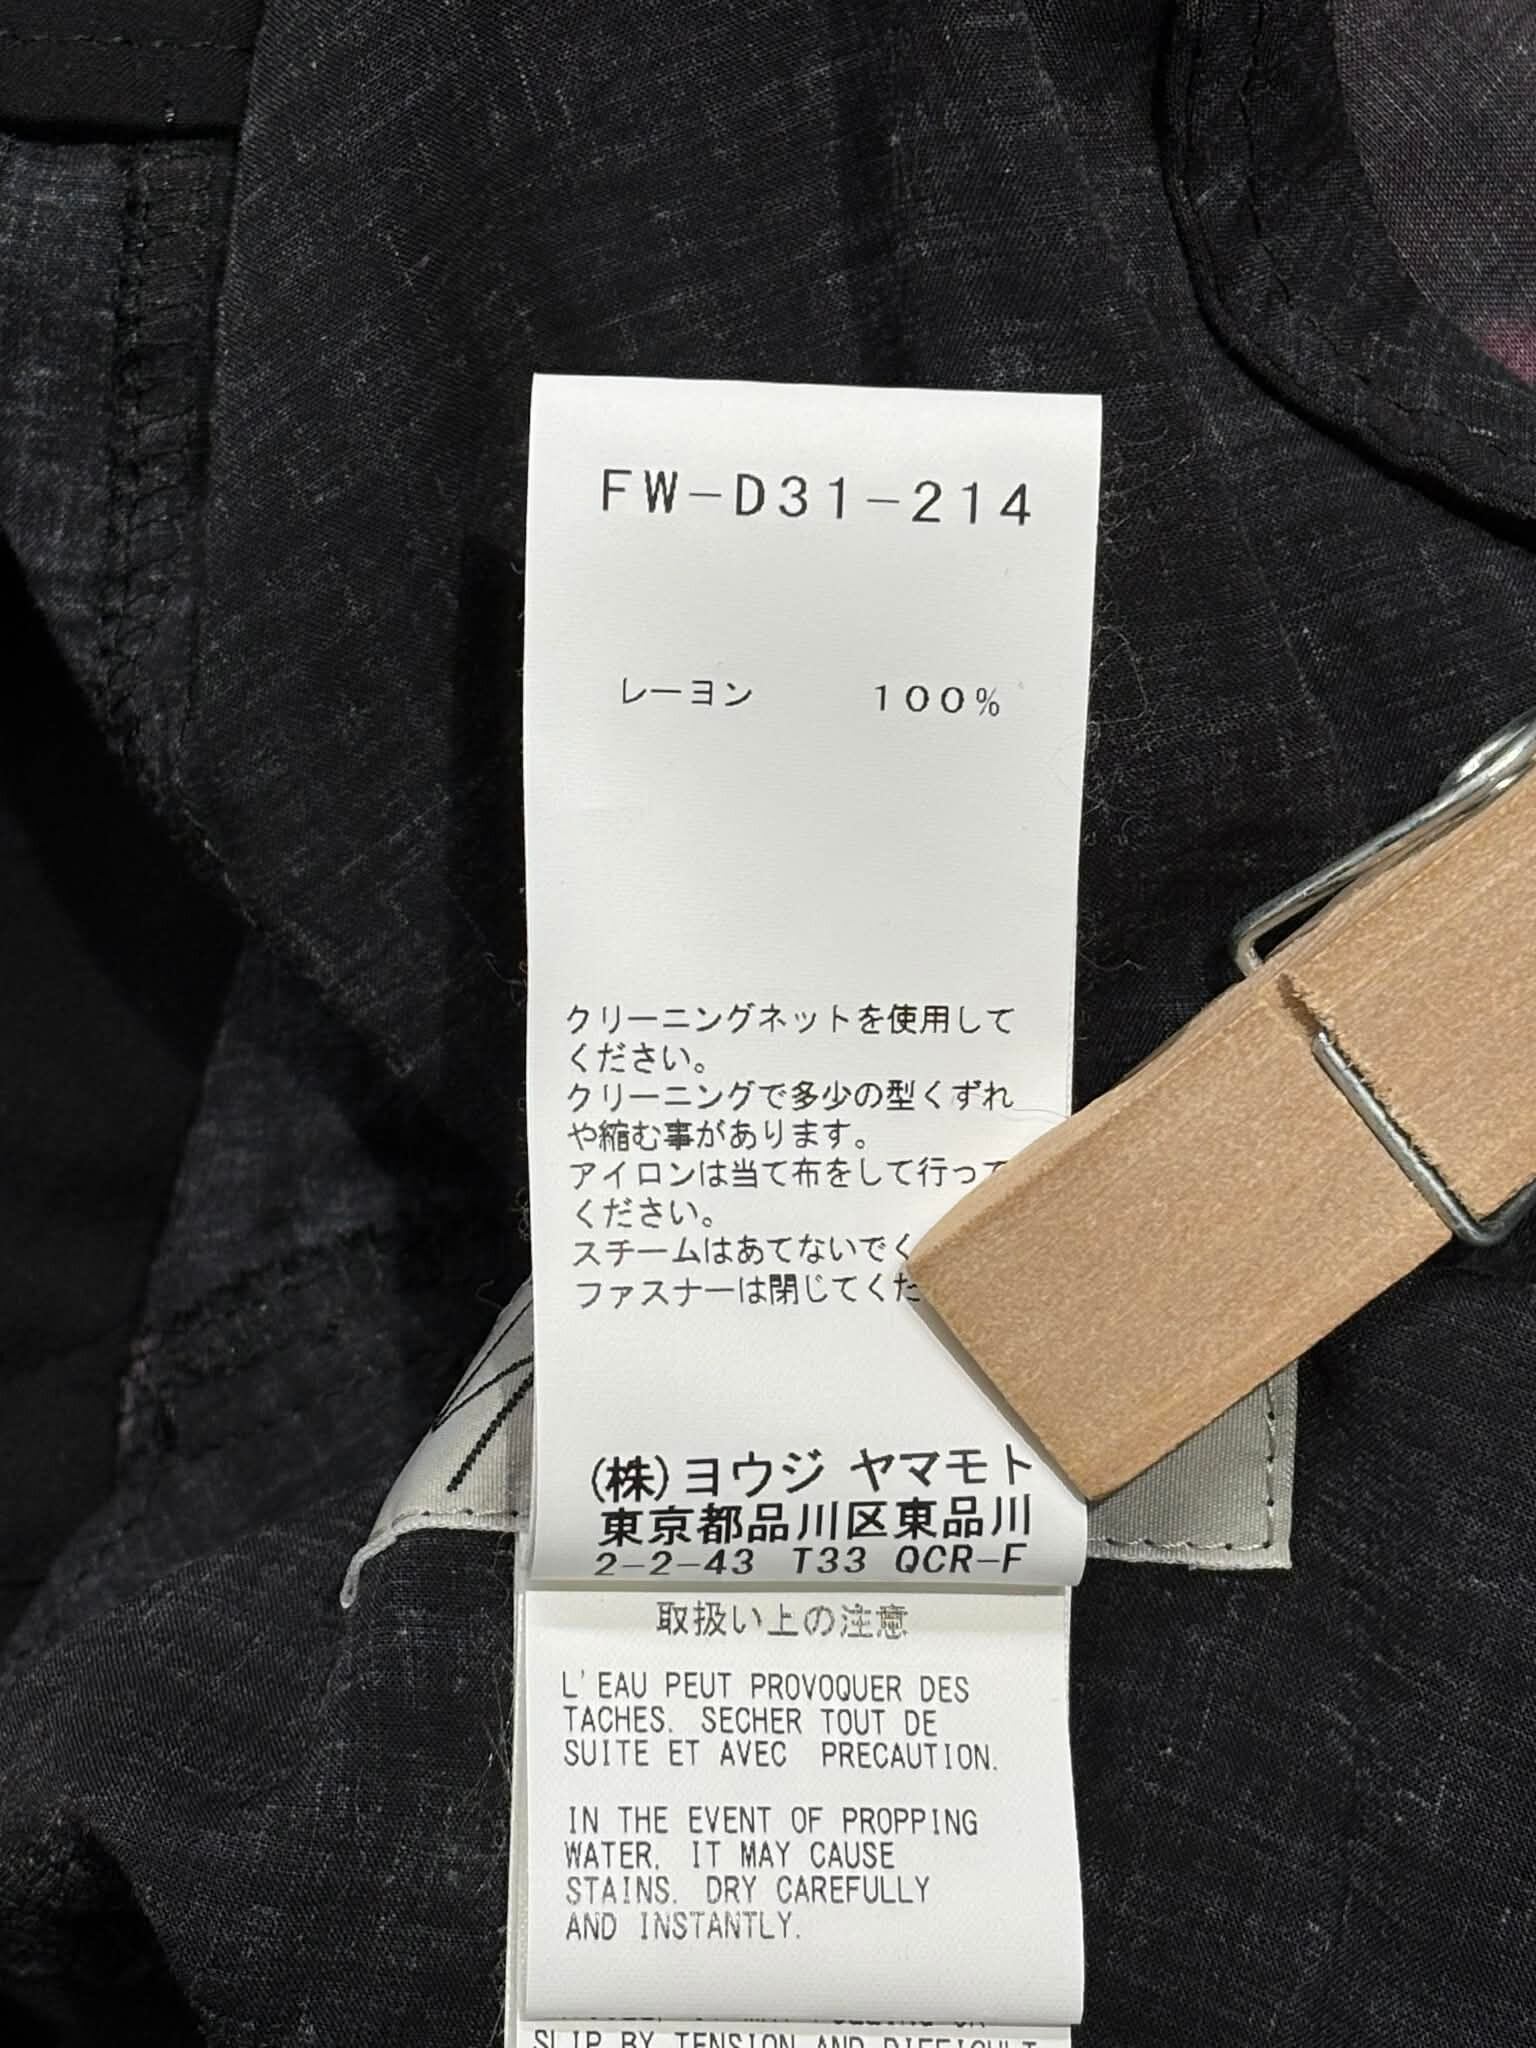 FW-D31-214
レーヨン 100%
クリーニングネットを使用して
ください。
クリーニングで多少の型くずれ
や縮む事があります。
アイロンは当て布をして行って
ください。
スチームはあてないでく
ファスナーは閉じてくだ
(株)ヨウジ ヤマモト
東京都品川区東品川
2-2-43 T33 QCR-F
取扱い上の注意
L'EAU PEUT PROVOQUER DES
TACHES. SECHER TOUT DE
SUITE ET AVEC PRECAUTION.
IN THE EVENT OF PROPPING
WATER, IT MAY CAUSE
STAINS. DRY CAREFULLY
AND INSTANTLY.
SLIP BY TENSION AND DIFFICULT